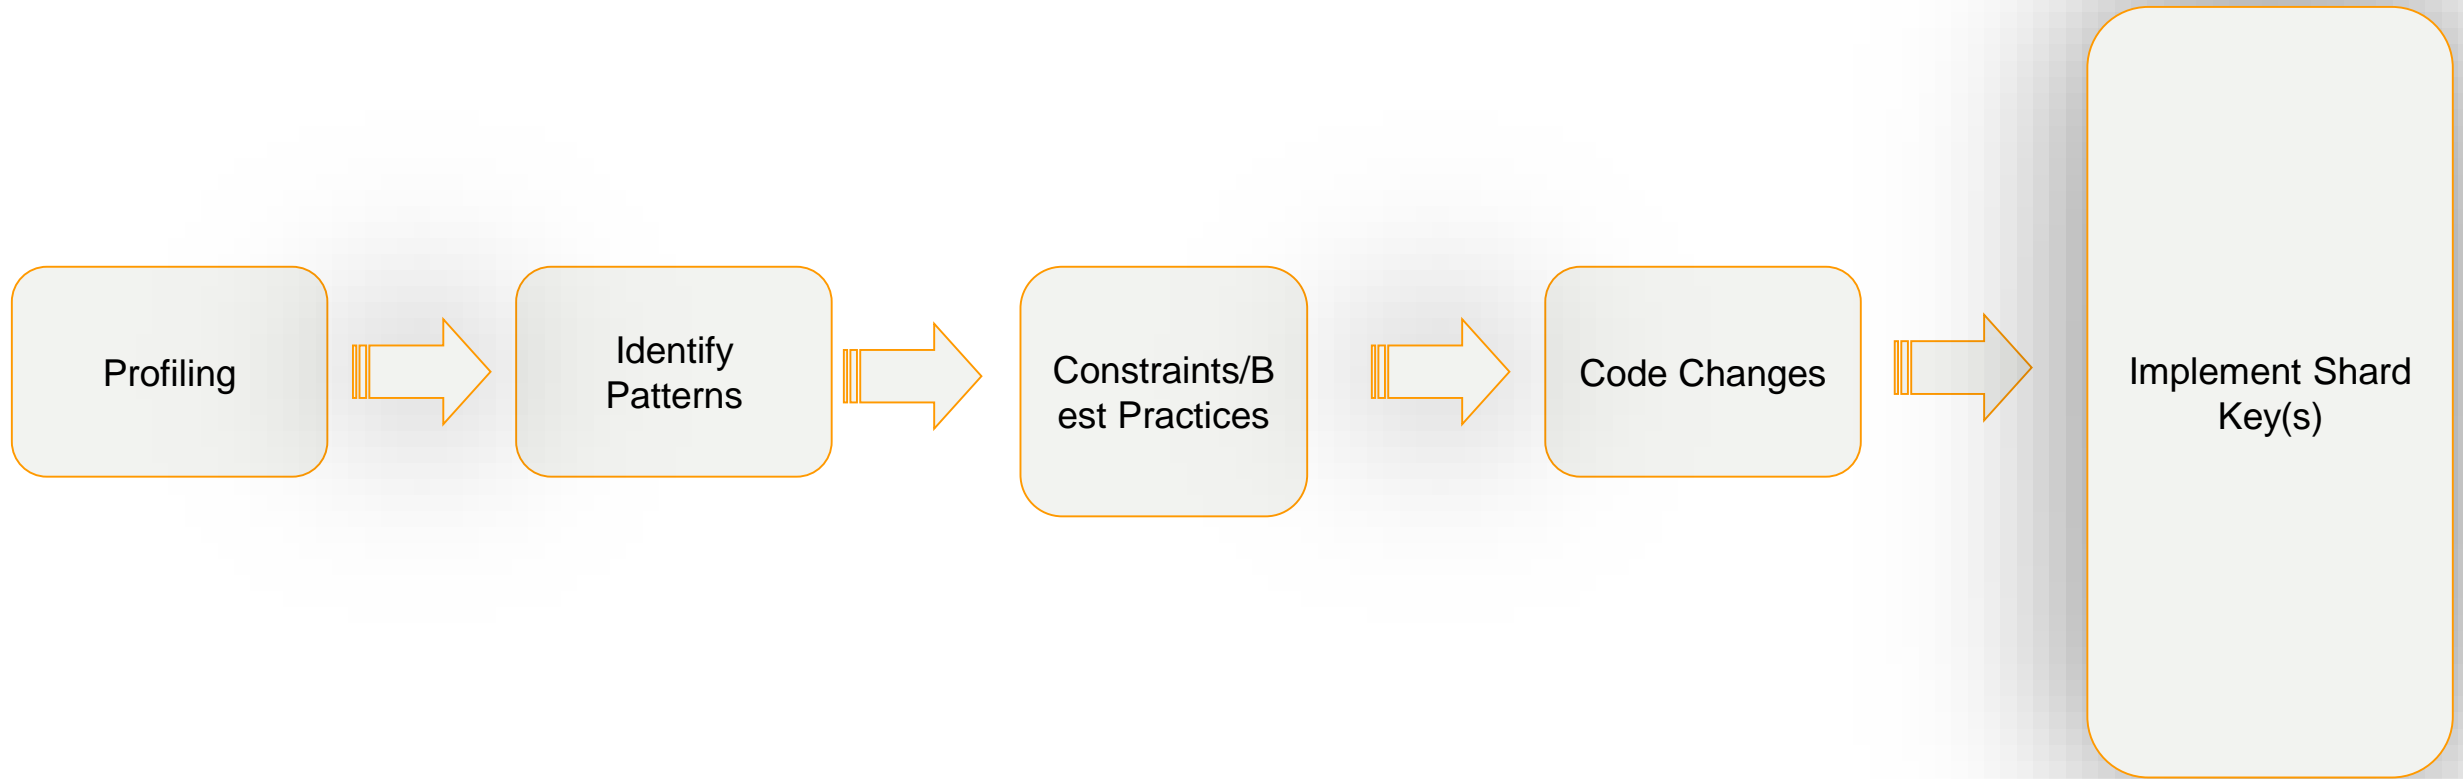 Profiling
Identify
Patterns
Constraints/B
est Practices
Code Changes
Implement Shard
Key(s)